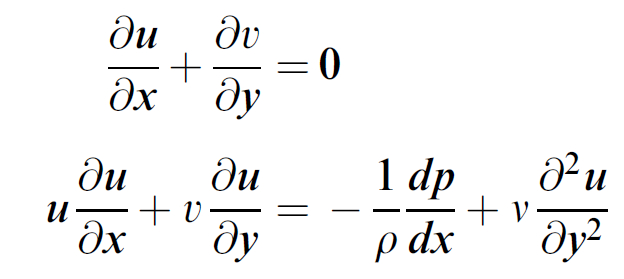 ∂u/∂x + ∂v/∂y = 0
u ∂u/∂x + v ∂u/∂y = − 1/ρ dp/dx + ν ∂²u/∂y²